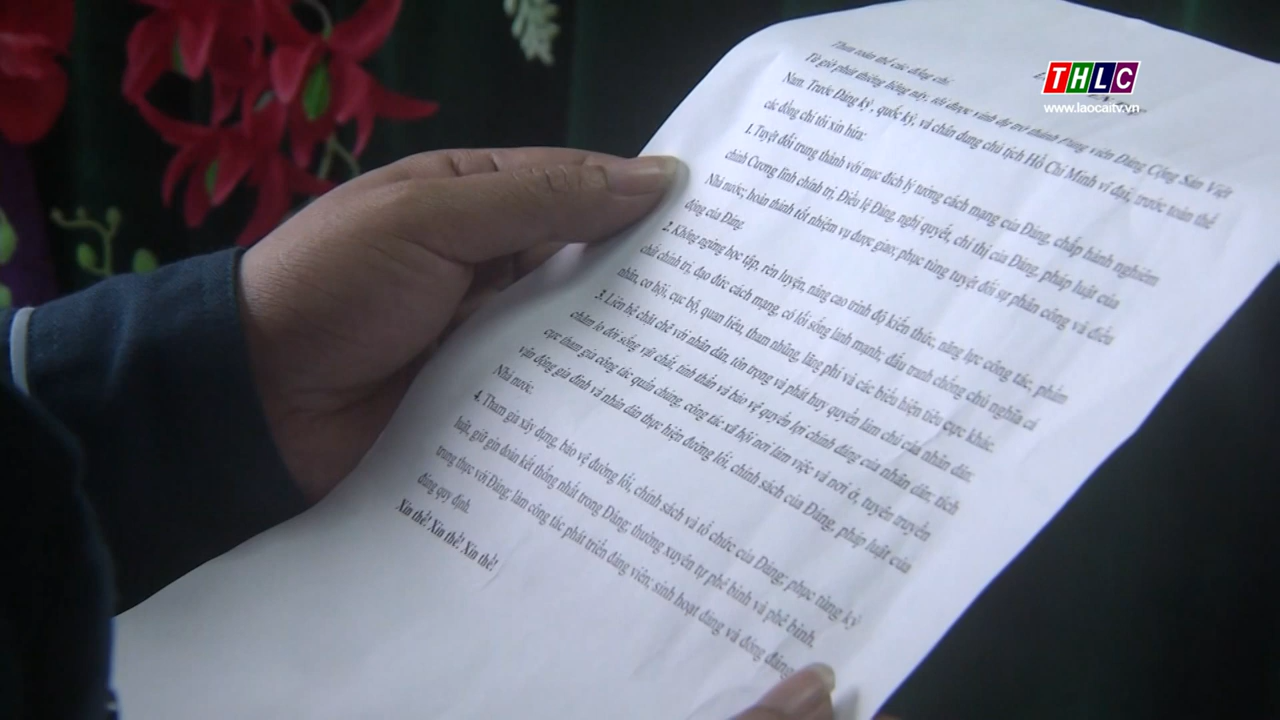 THLC
www.laocaitv.vn
Thưa toàn thể các đồng chí.
Từ giờ phút thiêng liêng này, tôi được vinh dự trở thành Đảng viên Đảng Cộng Sản Việt
Nam. Trước Đảng kỳ, quốc kỳ, và chân dung chủ tịch Hồ Chí Minh vĩ đại, trước toàn thể
các đồng chí tôi xin hứa:
1. Tuyệt đối trung thành với mục đích lý tưởng cách mạng của Đảng, chấp hành nghiêm
chỉnh Cương lĩnh chính trị, Điều lệ Đảng, nghị quyết, chỉ thị của Đảng, pháp luật của
Nhà nước; hoàn thành tốt nhiệm vụ được giao; phục tùng tuyệt đối sự phân công và điều
động của Đảng.
2. Không ngừng học tập, rèn luyện, nâng cao trình độ kiến thức, năng lực công tác, phẩm
chất chính trị, đạo đức cách mạng, có lối sống lành mạnh; đấu tranh chống chủ nghĩa cá
nhân, cơ hội, cục bộ, quan liêu, tham nhũng, lãng phí và các biểu hiện tiêu cực khác.
3. Liên hệ chặt chẽ với nhân dân, tôn trọng và phát huy quyền làm chủ của nhân dân;
chăm lo đời sống vật chất, tinh thần và bảo vệ quyền lợi chính đáng của nhân dân; tích
cực tham gia công tác quần chúng, công tác xã hội nơi làm việc và nơi ở, tuyên truyền
vận động gia đình và nhân dân thực hiện đường lối, chính sách của Đảng, pháp luật của
Nhà nước.
4. Tham gia xây dựng, bảo vệ đường lối, chính sách và tổ chức của Đảng; phục tùng kỷ
luật, giữ gìn đoàn kết thống nhất trong Đảng; thường xuyên tự phê bình và phê bình,
trung thực với Đảng; làm công tác phát triển đảng viên; sinh hoạt đảng và đóng đảng
đúng quy định.
Xin thề! Xin thề! Xin thề!